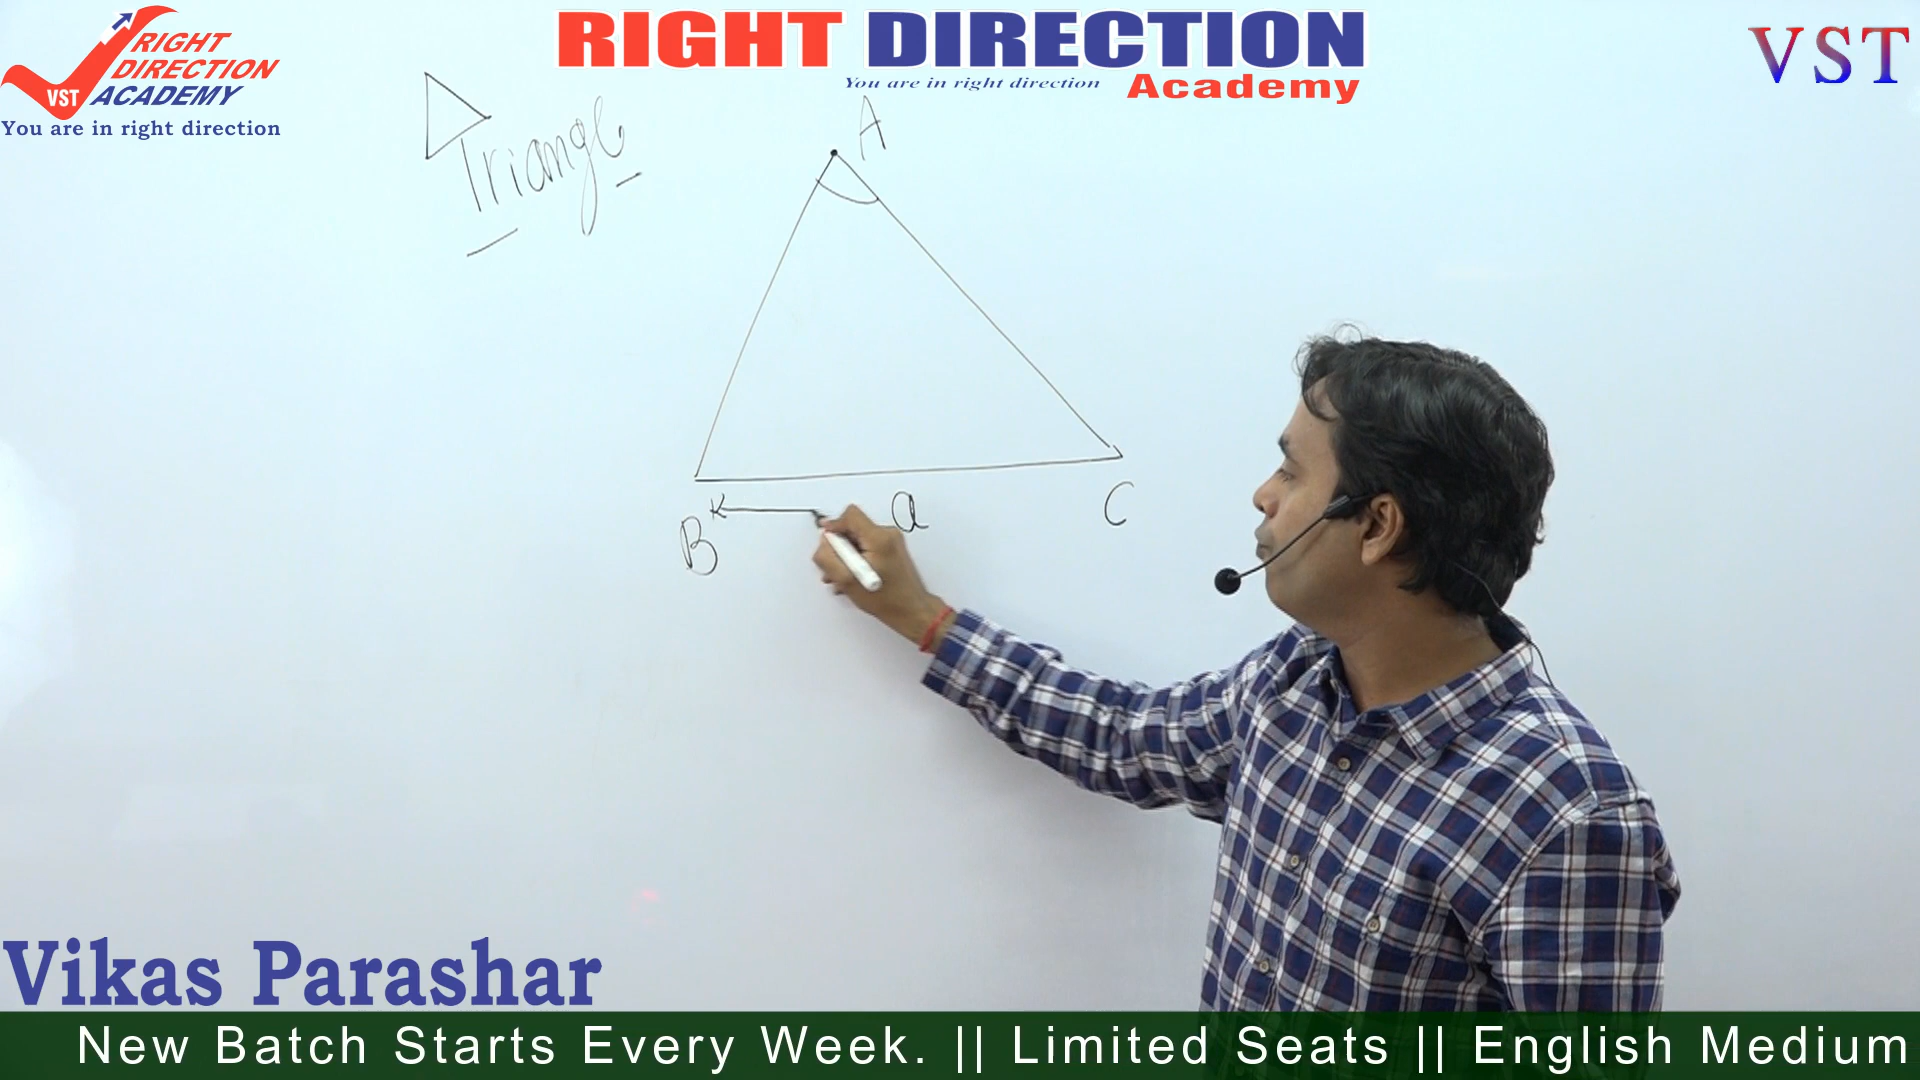 RIGHT
DIRECTION
ACADEMY
VST
You are in right direction
RIGHT DIRECTION
You are in right direction
Academy
VST
Triangle
A
B
a
C
Vikas Parashar
New Batch Starts Every Week. || Limited Seats || English Medium